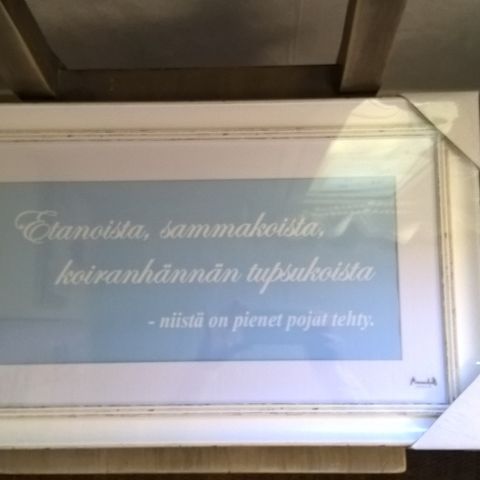 Etanoista, sammakoista,
koiranhännän tupsukoista
- niistä on pienet pojat tehty.